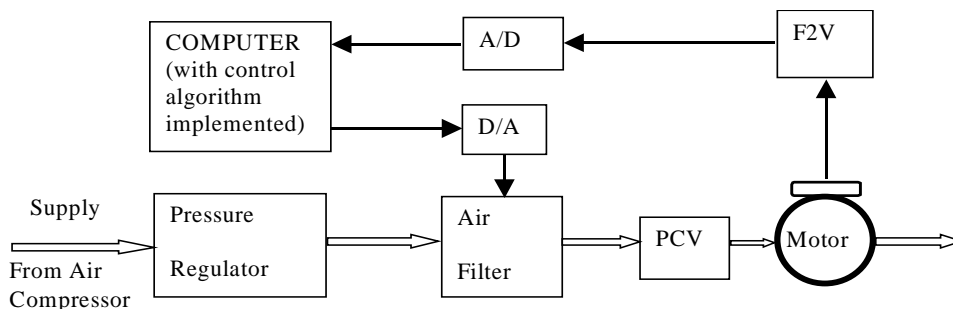 COMPUTER
(with control
algorithm
implemented)
A/D
F2V
D/A
Supply
From Air
Compressor
Pressure
Regulator
Air
Filter
PCV
Motor